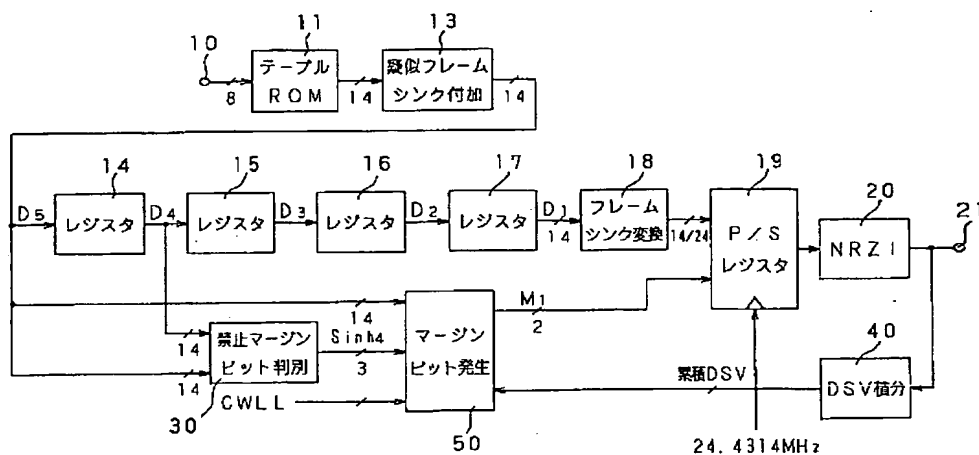 10
11
13
テーブル
ROM
疑似フレーム
シンク付加
8
14
14
14
15
16
17
18
19
20
21
D5
レジスタ
D4
レジスタ
D3
レジスタ
D2
レジスタ
D1
14
フレーム
シンク変換
14/24
P/S
レジスタ
NRZI
14
M1
2
14
14
禁止マージン
ビット判別
30
Sinh4
3
CWLL
マージン
ビット発生
50
累積DSV
40
DSV積分
24.4314MHz